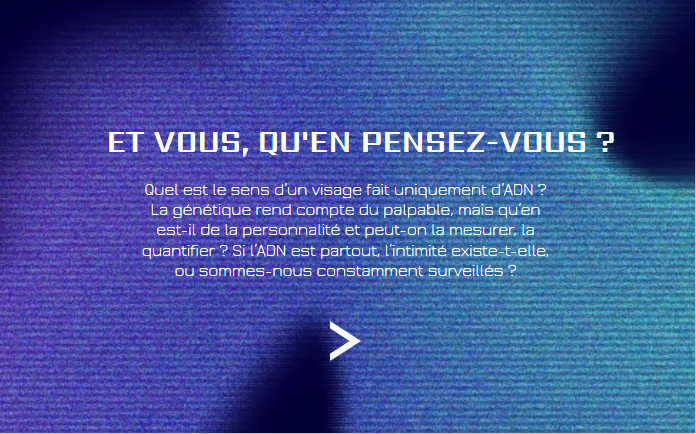 ET VOUS, QU'EN PENSEZ-VOUS ?
Quel est le sens d'un visage fait uniquement d'ADN ?
La génétique rend compte du palpable, mais qu'en
est-il de la personnalité et peut-on la mesurer, la
quantifier ? Si l'ADN est partout, l'intimité existe-t-elle,
ou sommes-nous constamment surveillés ?